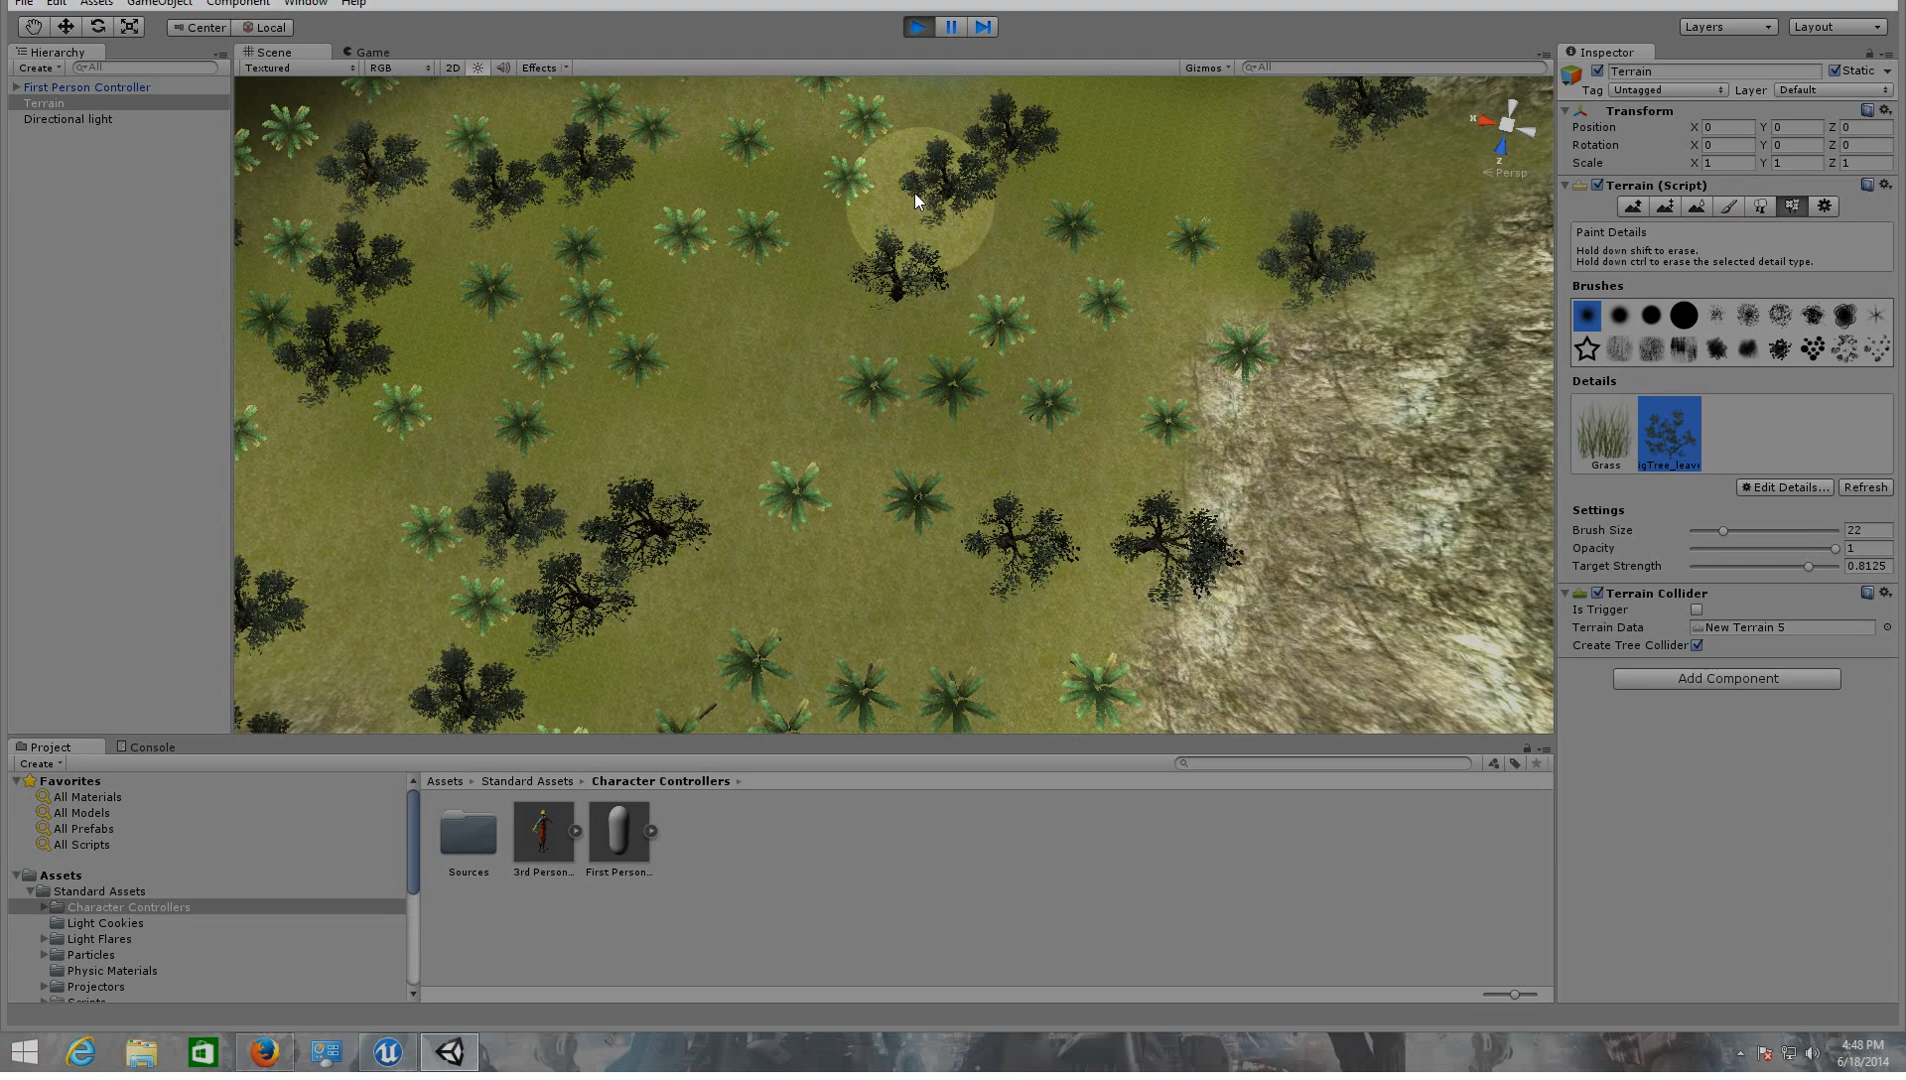 File Edit Assets GameObject Component Window Help
Center Local
Layers Layout
Hierarchy
Create All
First Person Controller
Terrain
Directional light
Scene Game
Textured RGB 2D Effects Gizmos All
x
z
Persp
Inspector
Terrain Static
Tag Untagged Layer Default
Transform
Position X 0 Y 0 Z 0
Rotation X 0 Y 0 Z 0
Scale X 1 Y 1 Z 1
Terrain (Script)
Paint Details
Hold down shift to erase.
Hold down ctrl to erase the selected detail type.
Brushes
Details
Grass igTree_leave
Edit Details... Refresh
Settings
Brush Size 22
Opacity 1
Target Strength 0.8125
Terrain Collider
Is Trigger
Terrain Data New Terrain 5
Create Tree Collider
Add Component
Project Console
Create
Favorites
All Materials
All Models
All Prefabs
All Scripts
Assets
Standard Assets
Character Controllers
Light Cookies
Light Flares
Particles
Physic Materials
Projectors
Scripts
Assets Standard Assets Character Controllers
Sources 3rd Person... First Person...
4:48 PM
6/18/2014